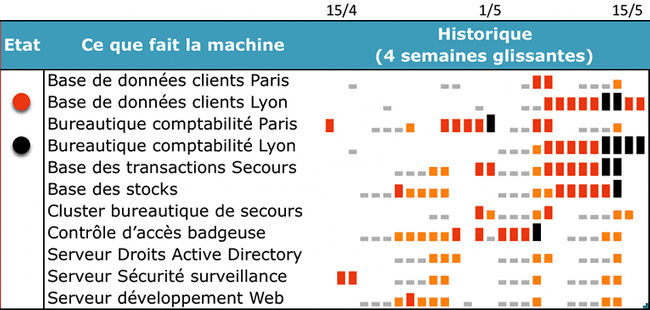 15/4 1/5 15/5
Etat Ce que fait la machine Historique
(4 semaines glissantes)
Base de données clients Paris
Base de données clients Lyon
Bureautique comptabilité Paris
Bureautique comptabilité Lyon
Base des transactions Secours
Base des stocks
Cluster bureautique de secours
Contrôle d’accès badgeuse
Serveur Droits Active Directory
Serveur Sécurité surveillance
Serveur développement Web